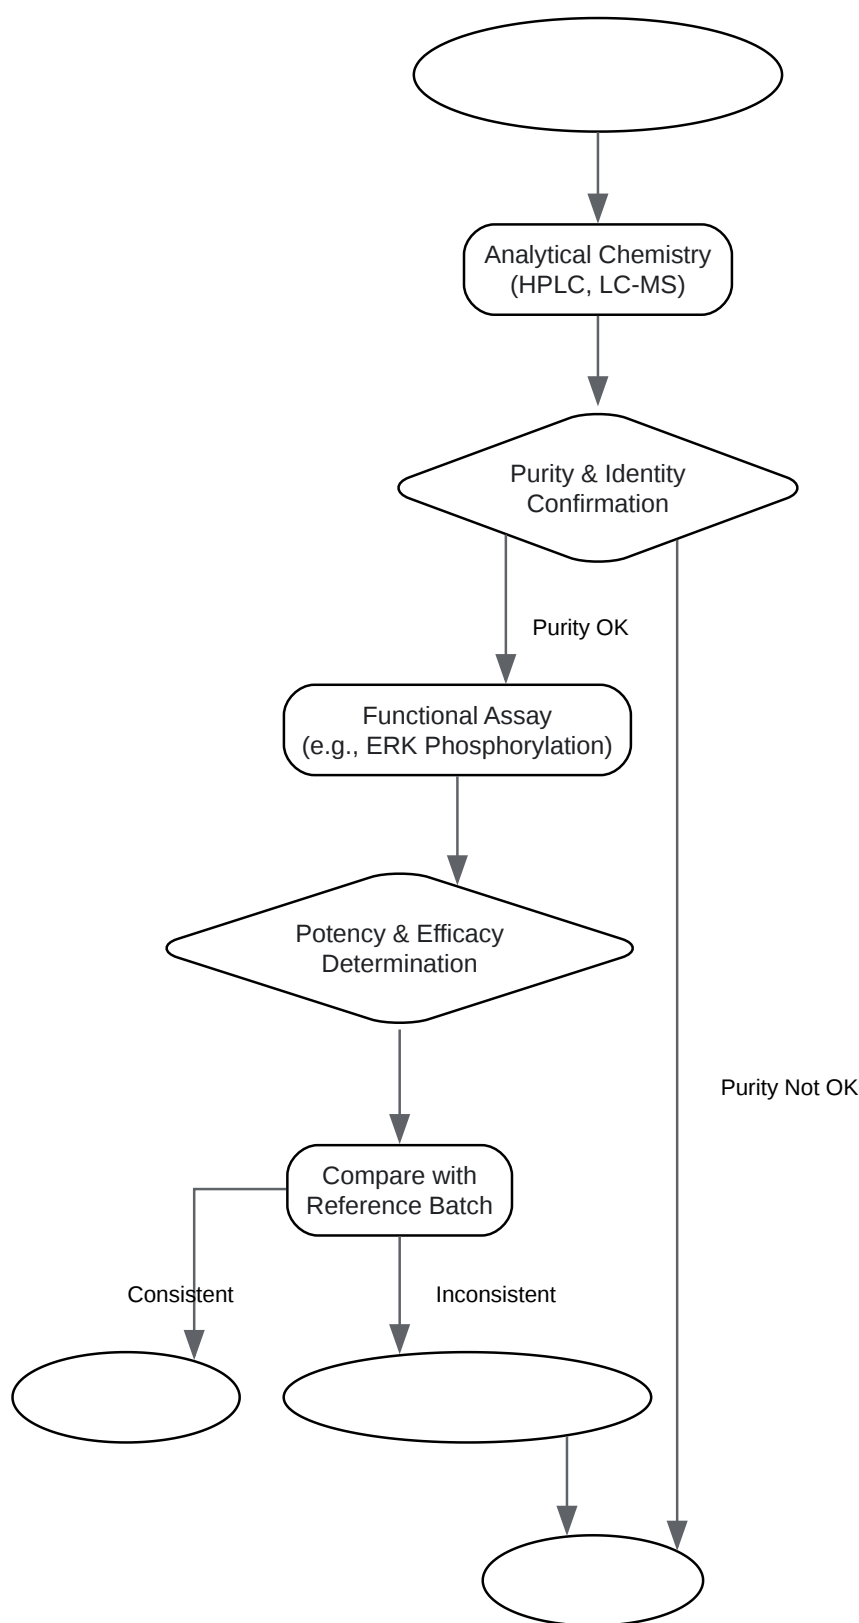 Analytical Chemistry
(HPLC, LC-MS)
Purity & Identity
Confirmation
Purity OK
Functional Assay
(e.g., ERK Phosphorylation)
Potency & Efficacy
Determination
Purity Not OK
Compare with
Reference Batch
Consistent
Inconsistent